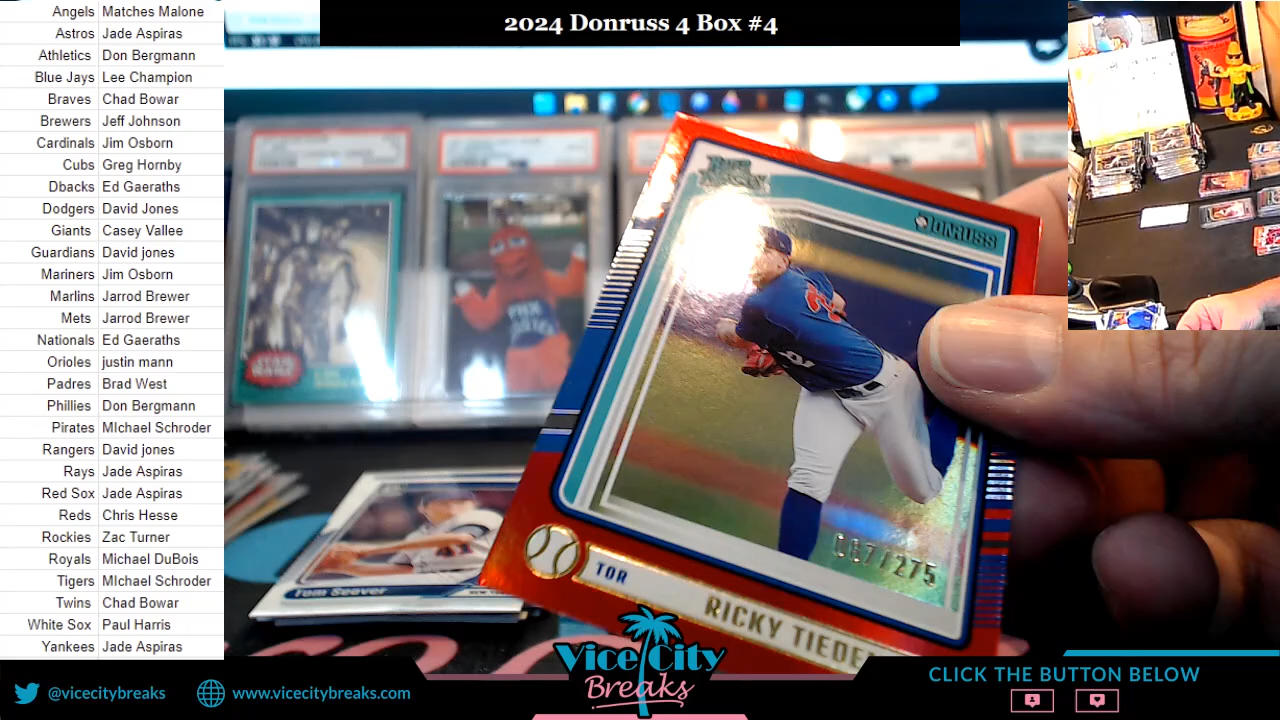 2024 Donruss 4 Box #4
Angels Matches Malone
Astros Jade Aspiras
Athletics Don Bergmann
Blue Jays Lee Champion
Braves Chad Bowar
Brewers Jeff Johnson
Cardinals Jim Osborn
Cubs Greg Hornby
Dbacks Ed Gaeraths
Dodgers David Jones
Giants Casey Vallee
Guardians David jones
Mariners Jim Osborn
Marlins Jarrod Brewer
Mets Jarrod Brewer
Nationals Ed Gaeraths
Orioles justin mann
Padres Brad West
Phillies Don Bergmann
Pirates MIchael Schroder
Rangers David jones
Rays Jade Aspiras
Red Sox Jade Aspiras
Reds Chris Hesse
Rockies Zac Turner
Royals Michael DuBois
Tigers MIchael Schroder
Twins Chad Bowar
White Sox Paul Harris
Yankees Jade Aspiras
STAR
WARS
PHX
DONRUSS
/275
TOR
RICKY TIEDE
Tom Seaver
NEW
Vice City
Breaks
@vicecitybreaks
www.vicecitybreaks.com
CLICK THE BUTTON BELOW